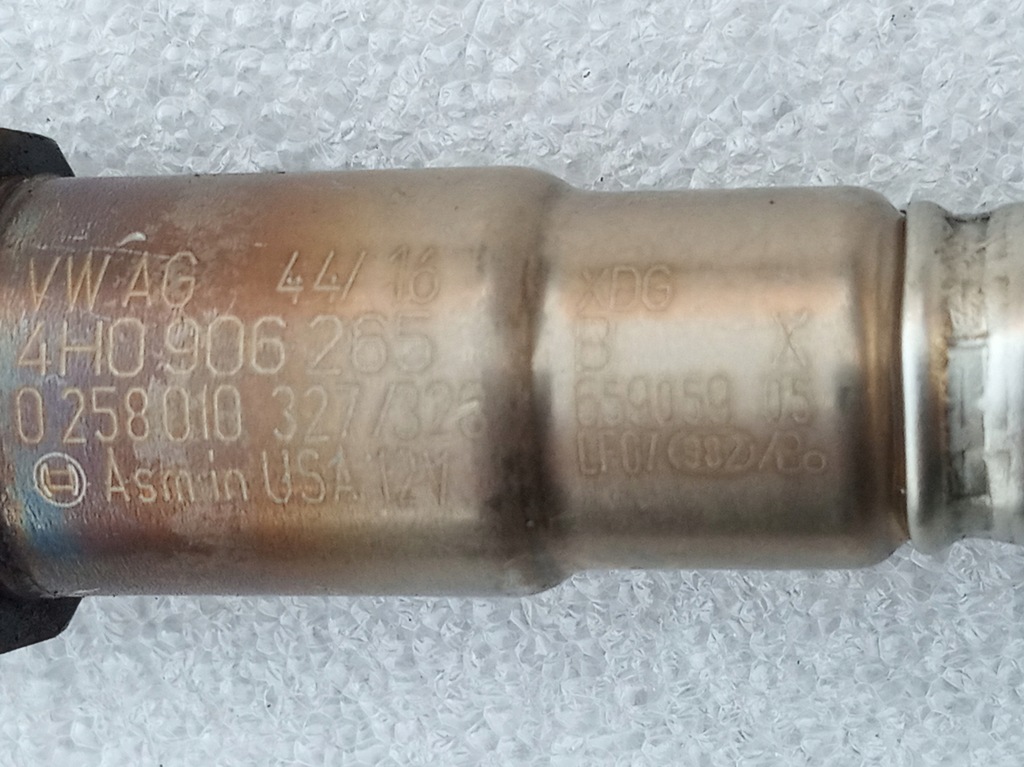 VW AG 44/16 XDG
4H0 906 265 B X
0 258 010 327/328 659059 05
Asm in USA 12V